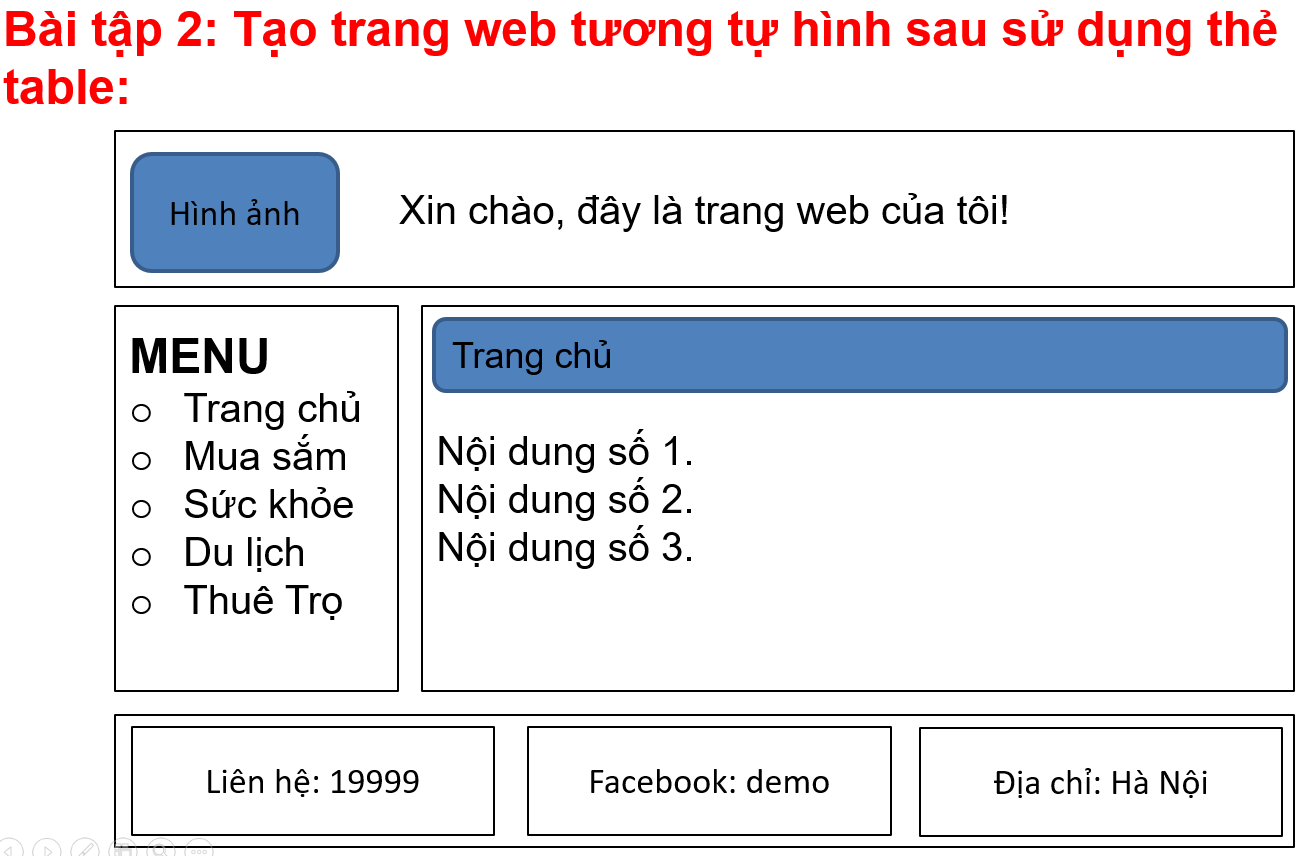 Bài tập 2: Tạo trang web tương tự hình sau sử dụng thẻ
table:
Hình ảnh
Xin chào, đây là trang web của tôi!
MENU
Trang chủ
Mua sắm
Sức khỏe
Du lịch
Thuê Trọ
Trang chủ
Nội dung số 1.
Nội dung số 2.
Nội dung số 3.
Liên hệ: 19999
Facebook: demo
Địa chỉ: Hà Nội